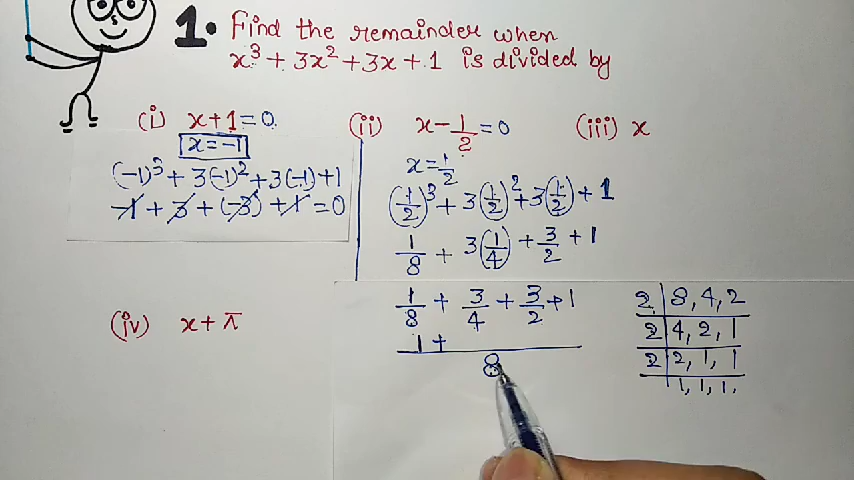 1. Find the remainder when
x³ + 3x² + 3x + 1 is divided by
(i) x+1 = 0
x = -1
(-1)³ + 3(-1)² + 3(-1) + 1
-1 + 3 + (-3) + 1 = 0
(ii) x - 1/2 = 0
x = 1/2
(1/2)³ + 3(1/2)² + 3(1/2) + 1
1/8 + 3(1/4) + 3/2 + 1
1/8 + 3/4 + 3/2 + 1
1 +
8
2 | 8, 4, 2
2 | 4, 2, 1
2 | 2, 1, 1
1, 1, 1,
(iii) x
(iv) x + π